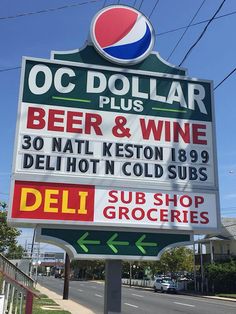 OC DOLLAR
PLUS
BEER & WINE
30 NATL KESTON 1899
DELI HOT N COLD SUBS
DELI
SUB SHOP
GROCERIES